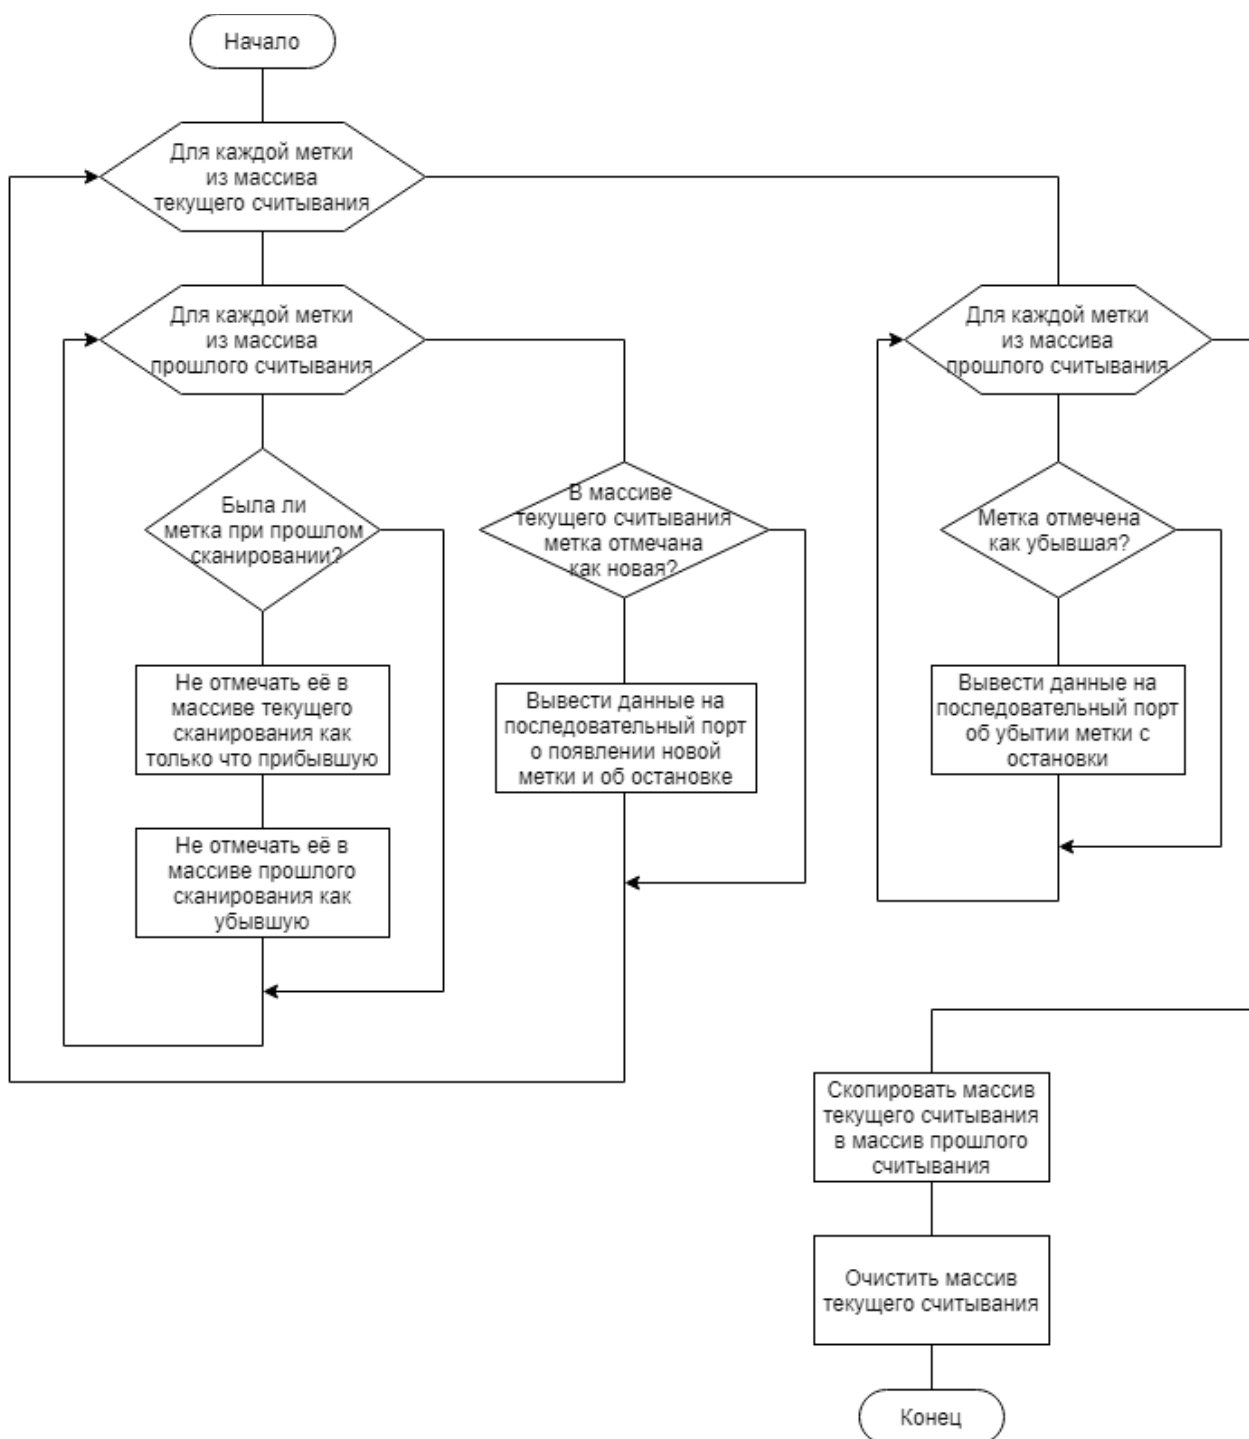 Начало
Для каждой метки
из массива
текущего считывания
Для каждой метки
из массива
прошлого считывания
Для каждой метки
из массива
прошлого считывания
Была ли
метка при прошлом
сканировании?
В массиве
текущего считывания
метка отмечана
как новая?
Метка отмечена
как убывшая?
Не отмечать её в
массиве текущего
сканирования как
только что прибывшую
Вывести данные на
последовательный порт
о появлении новой
метки и об остановке
Вывести данные на
последовательный порт
об убытии метки с
остановки
Не отмечать её в
массиве прошлого
сканирования как
убывшую
Скопировать массив
текущего считывания
в массив прошлого
считывания
Очистить массив
текущего считывания
Конец